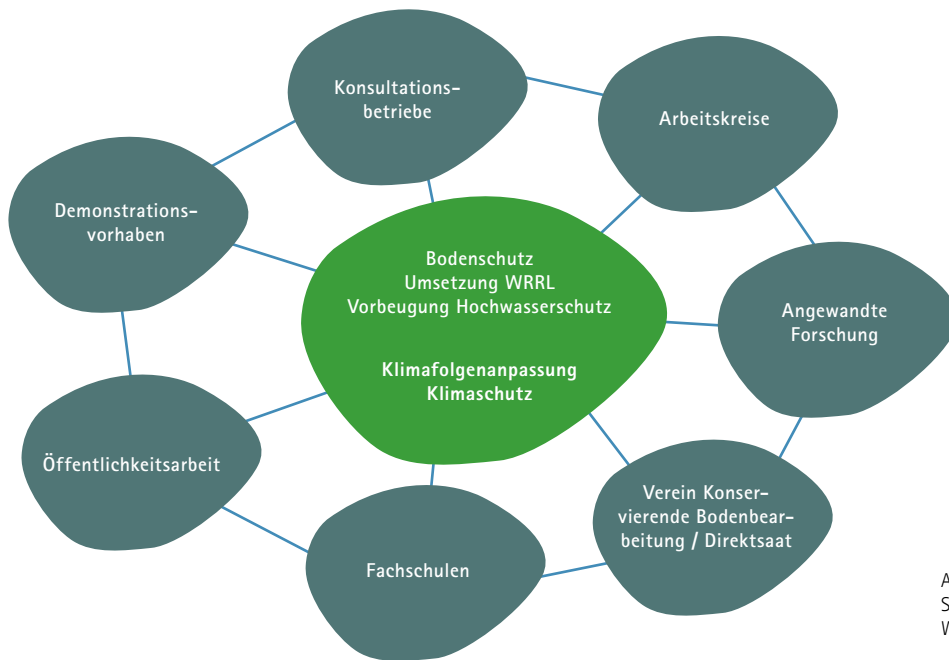 Konsultations-
betriebe
Arbeitskreise
Demonstrations-
vorhaben
Bodenschutz
Umsetzung WRRL
Vorbeugung Hochwasserschutz
Klimafolgenanpassung
Klimaschutz
Angewandte
Forschung
Öffentlichkeitsarbeit
Verein Konser-
vierende Bodenbear-
beitung / Direktsaat
Fachschulen
A
S
W